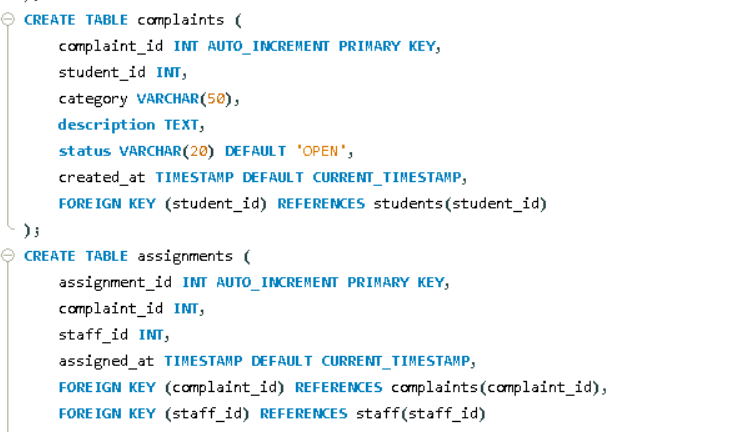 CREATE TABLE complaints (
complaint_id INT AUTO_INCREMENT PRIMARY KEY,
student_id INT,
category VARCHAR(50),
description TEXT,
status VARCHAR(20) DEFAULT 'OPEN',
created_at TIMESTAMP DEFAULT CURRENT_TIMESTAMP,
FOREIGN KEY (student_id) REFERENCES students(student_id)
);
CREATE TABLE assignments (
assignment_id INT AUTO_INCREMENT PRIMARY KEY,
complaint_id INT,
staff_id INT,
assigned_at TIMESTAMP DEFAULT CURRENT_TIMESTAMP,
FOREIGN KEY (complaint_id) REFERENCES complaints(complaint_id),
FOREIGN KEY (staff_id) REFERENCES staff(staff_id)